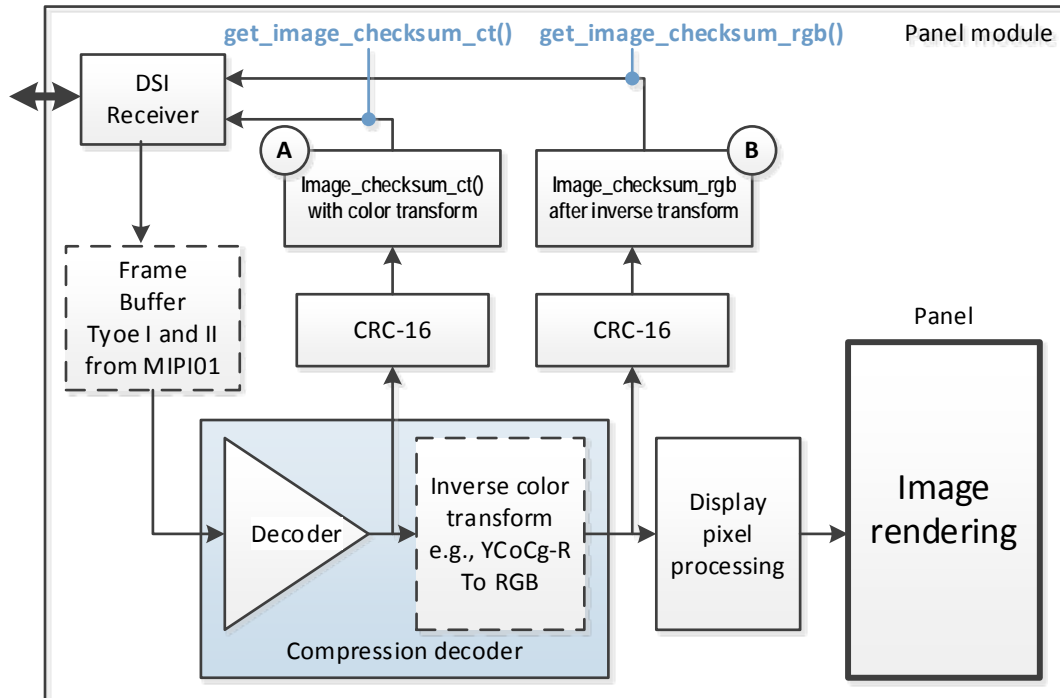 get_image_checksum_ct()
get_image_checksum_rgb()
Panel module
DSI
Receiver
A
Image_checksum_ct()
with color transform
B
Image_checksum_rgb
after inverse transform
Frame
Buffer
Tyoe I and II
from MIPI01
CRC-16
CRC-16
Panel
Decoder
Inverse color
transform
e.g., YCoCg-R
To RGB
Display
pixel
processing
Image
rendering
Compression decoder